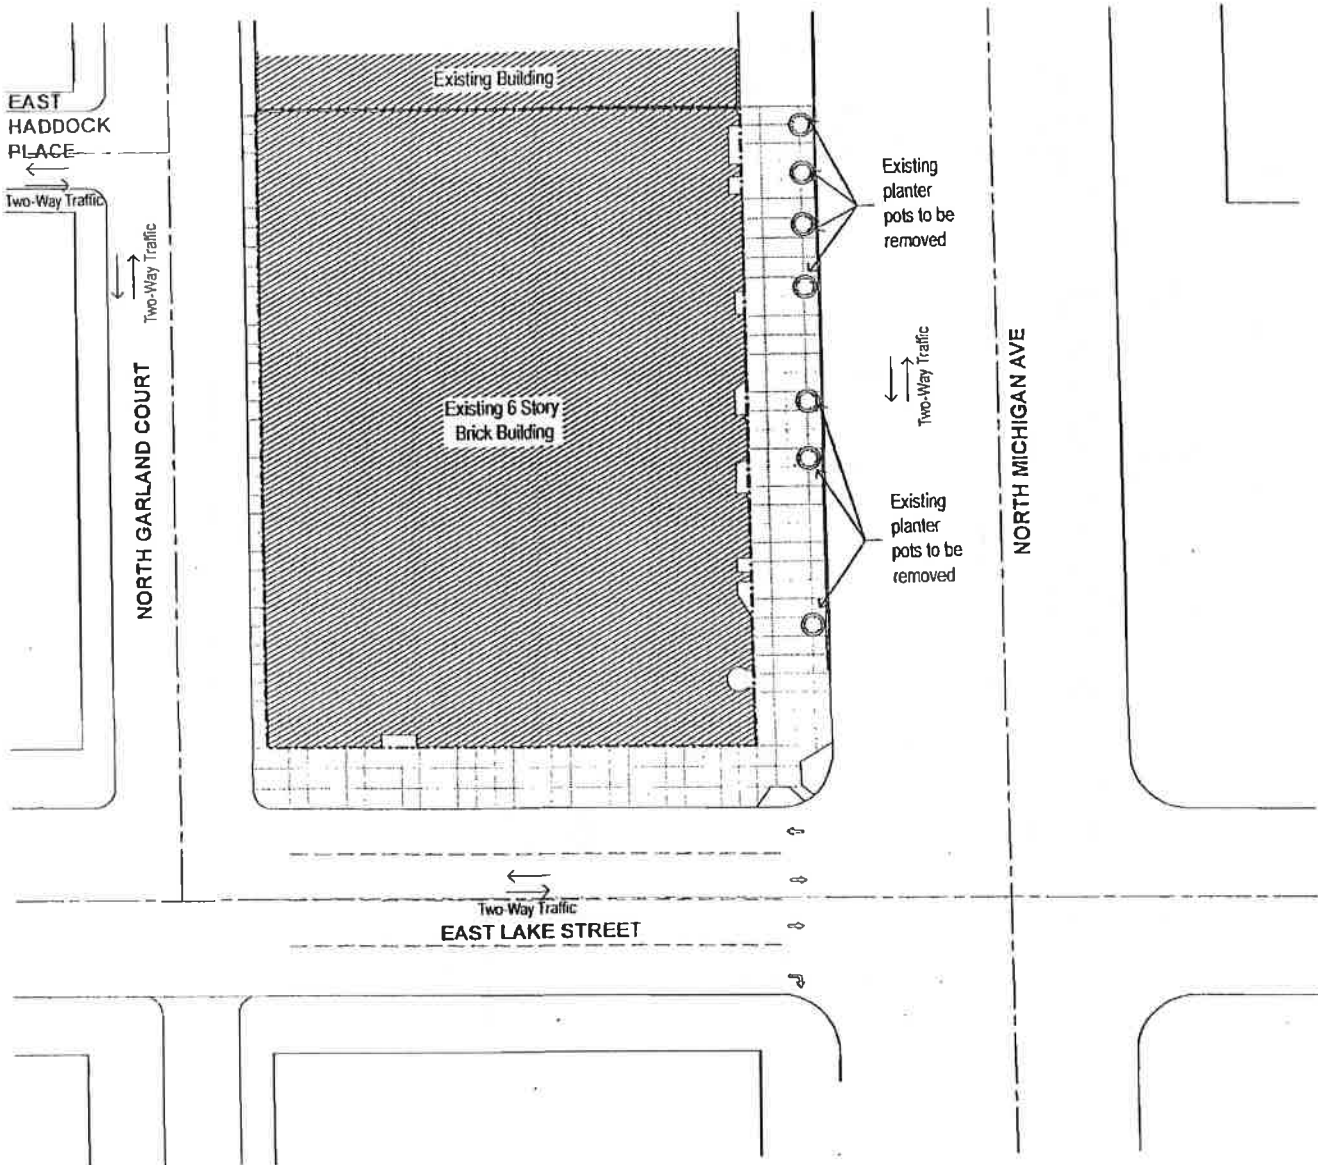 Existing Building
EAST
HADDOCK
PLACE
Two-Way Traffic
Two-Way Traffic
NORTH GARLAND COURT
Existing 6 Story
Brick Building
Existing
planter
pots to be
removed
Two-Way Traffic
NORTH MICHIGAN AVE
Existing
planter
pots to be
removed
Two-Way Traffic
EAST LAKE STREET